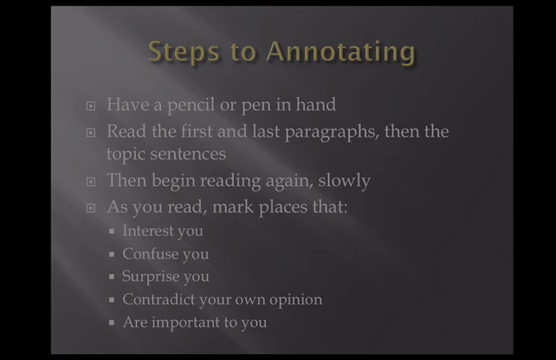 Steps to Annotating
Have a pencil or pen in hand
Read the first and last paragraphs, then the
topic sentences
Then begin reading again, slowly
As you read, mark places that:
Interest you
Confuse you
Surprise you
Contradict your own opinion
Are important to you